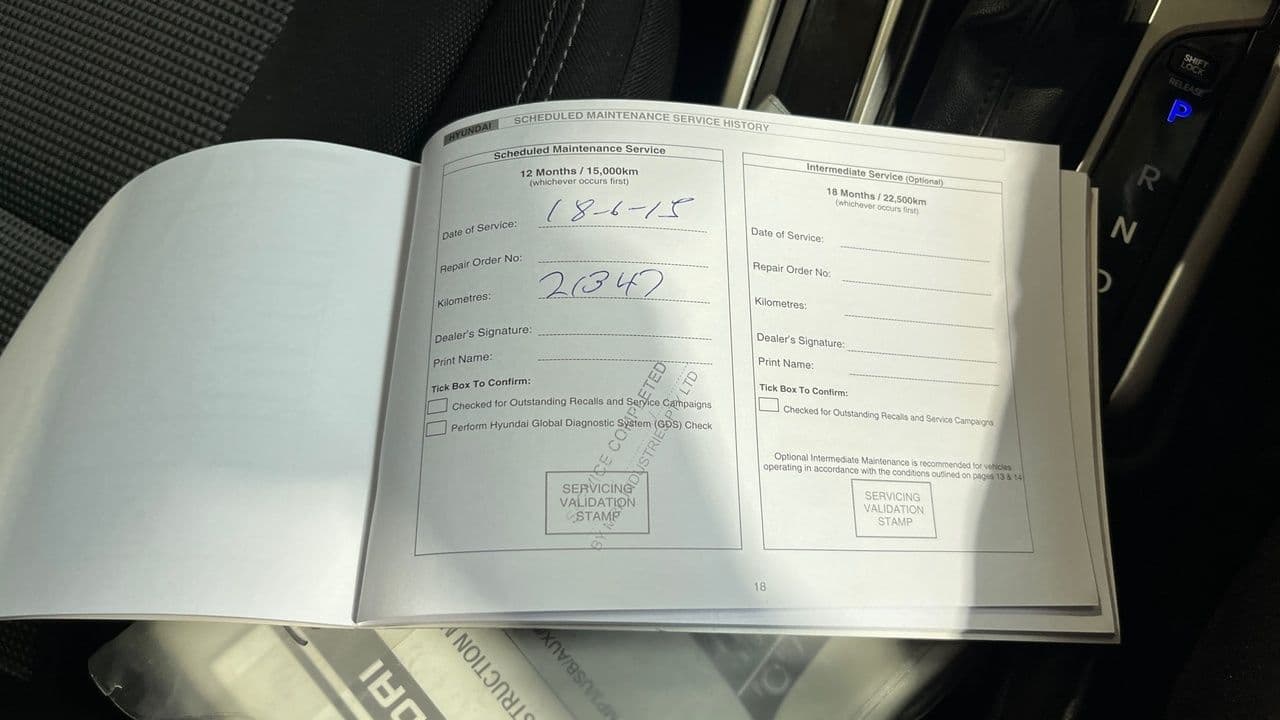 HYUNDAI
SCHEDULED MAINTENANCE SERVICE HISTORY
Scheduled Maintenance Service
12 Months / 15,000km
(whichever occurs first)
Date of Service: 18-6-15
Repair Order No:
Kilometres: 21347
Dealer's Signature:
Print Name:
Tick Box To Confirm:
Checked for Outstanding Recalls and Service Campaigns
Perform Hyundai Global Diagnostic System (GDS) Check
SERVICE COMPLETED
LTD
SERVICING
VALIDATION
STAMP
Intermediate Service (Optional)
18 Months / 22,500km
(whichever occurs first)
Date of Service:
Repair Order No:
Kilometres:
Dealer's Signature:
Print Name:
Tick Box To Confirm:
Checked for Outstanding Recalls and Service Campaigns
Optional Intermediate Maintenance is recommended for vehicles
operating in accordance with the conditions outlined on pages 13 & 14
SERVICING
VALIDATION
STAMP
18
SHIFT
LOCK
RELEASE
P
R
N
D